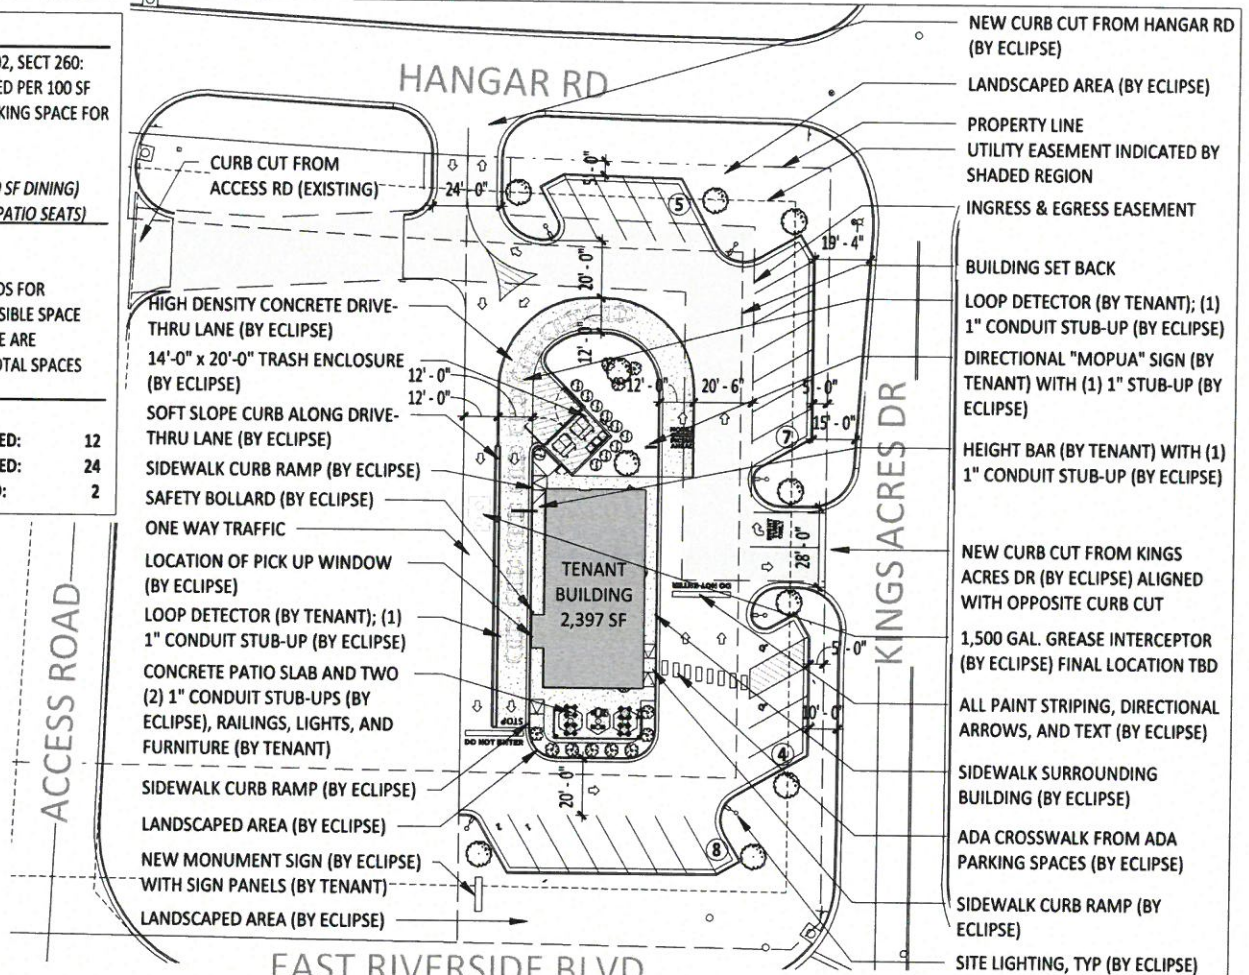 02, SECT 260:
ED PER 100 SF
KING SPACE FOR
SF DINING)
PATIO SEATS)
DS FOR
SIBLE SPACE
E ARE
OTAL SPACES
ED: 12
ED: 24
D: 2
HANGAR RD
CURB CUT FROM
ACCESS RD (EXISTING)
HIGH DENSITY CONCRETE DRIVE-
THRU LANE (BY ECLIPSE)
14'-0" x 20'-0" TRASH ENCLOSURE
(BY ECLIPSE)
SOFT SLOPE CURB ALONG DRIVE-
THRU LANE (BY ECLIPSE)
SIDEWALK CURB RAMP (BY ECLIPSE)
SAFETY BOLLARD (BY ECLIPSE)
ONE WAY TRAFFIC
LOCATION OF PICK UP WINDOW
(BY ECLIPSE)
LOOP DETECTOR (BY TENANT); (1)
1" CONDUIT STUB-UP (BY ECLIPSE)
CONCRETE PATIO SLAB AND TWO
(2) 1" CONDUIT STUB-UPS (BY
ECLIPSE), RAILINGS, LIGHTS, AND
FURNITURE (BY TENANT)
SIDEWALK CURB RAMP (BY ECLIPSE)
LANDSCAPED AREA (BY ECLIPSE)
NEW MONUMENT SIGN (BY ECLIPSE)
WITH SIGN PANELS (BY TENANT)
LANDSCAPED AREA (BY ECLIPSE)
ACCESS ROAD
24'-0"
5'-0"
5
20'-0"
19'-4"
12'-0"
12'-0"
12'-0"
12'-0"
20'-6"
5'-0"
15'-0"
7
28'-0"
TENANT
BUILDING
2,397 SF
DO NOT ENTER
5'-0"
10'-0"
4
STOP
DO NOT ENTER
20'-0"
8
KINGS ACRES DR
EAST RIVERSIDE BLVD
NEW CURB CUT FROM HANGAR RD
(BY ECLIPSE)
LANDSCAPED AREA (BY ECLIPSE)
PROPERTY LINE
UTILITY EASEMENT INDICATED BY
SHADED REGION
INGRESS & EGRESS EASEMENT
BUILDING SET BACK
LOOP DETECTOR (BY TENANT); (1)
1" CONDUIT STUB-UP (BY ECLIPSE)
DIRECTIONAL "MOPUA" SIGN (BY
TENANT) WITH (1) 1" STUB-UP (BY
ECLIPSE)
HEIGHT BAR (BY TENANT) WITH (1)
1" CONDUIT STUB-UP (BY ECLIPSE)
NEW CURB CUT FROM KINGS
ACRES DR (BY ECLIPSE) ALIGNED
WITH OPPOSITE CURB CUT
1,500 GAL. GREASE INTERCEPTOR
(BY ECLIPSE) FINAL LOCATION TBD
ALL PAINT STRIPING, DIRECTIONAL
ARROWS, AND TEXT (BY ECLIPSE)
SIDEWALK SURROUNDING
BUILDING (BY ECLIPSE)
ADA CROSSWALK FROM ADA
PARKING SPACES (BY ECLIPSE)
SIDEWALK CURB RAMP (BY
ECLIPSE)
SITE LIGHTING, TYP (BY ECLIPSE)